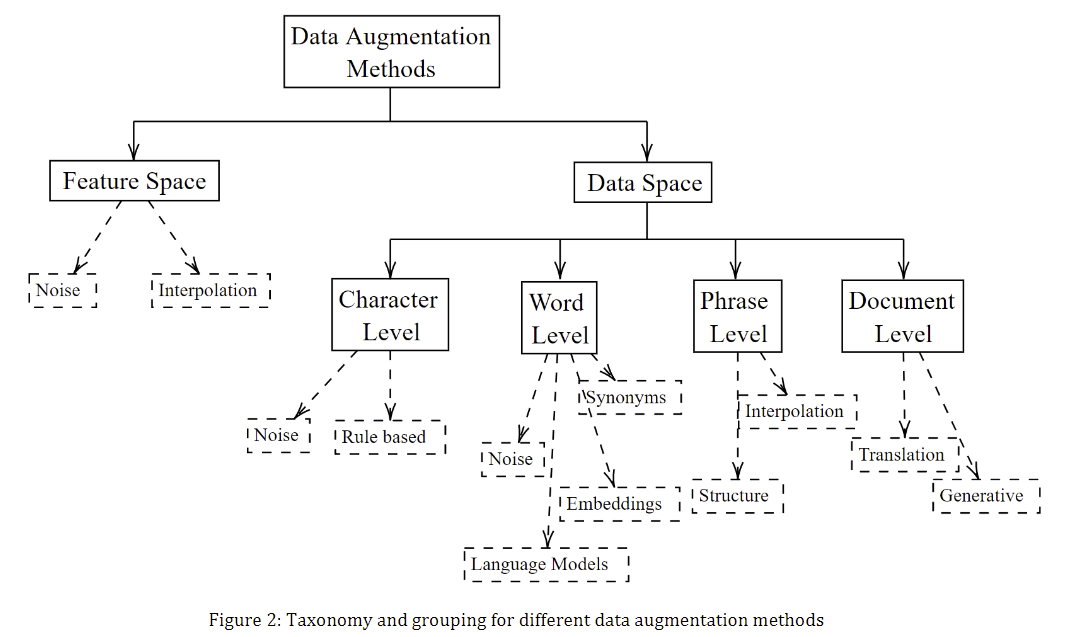 Data Augmentation
Methods
Feature Space
Data Space
Noise
Interpolation
Character
Level
Word
Level
Phrase
Level
Document
Level
Noise
Rule based
Synonyms
Noise
Embeddings
Language Models
Interpolation
Structure
Translation
Generative
Figure 2: Taxonomy and grouping for different data augmentation methods